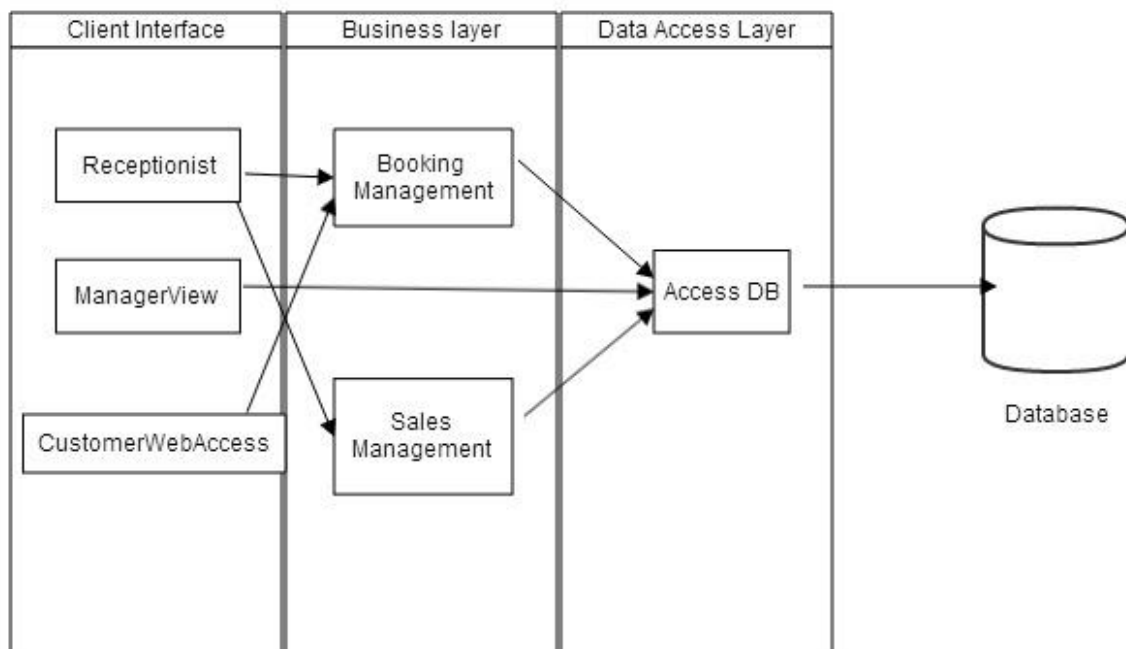 Client Interface
Business layer
Data Access Layer
Receptionist
Booking
Management
ManagerView
Access DB
CustomerWebAccess
Sales
Management
Database